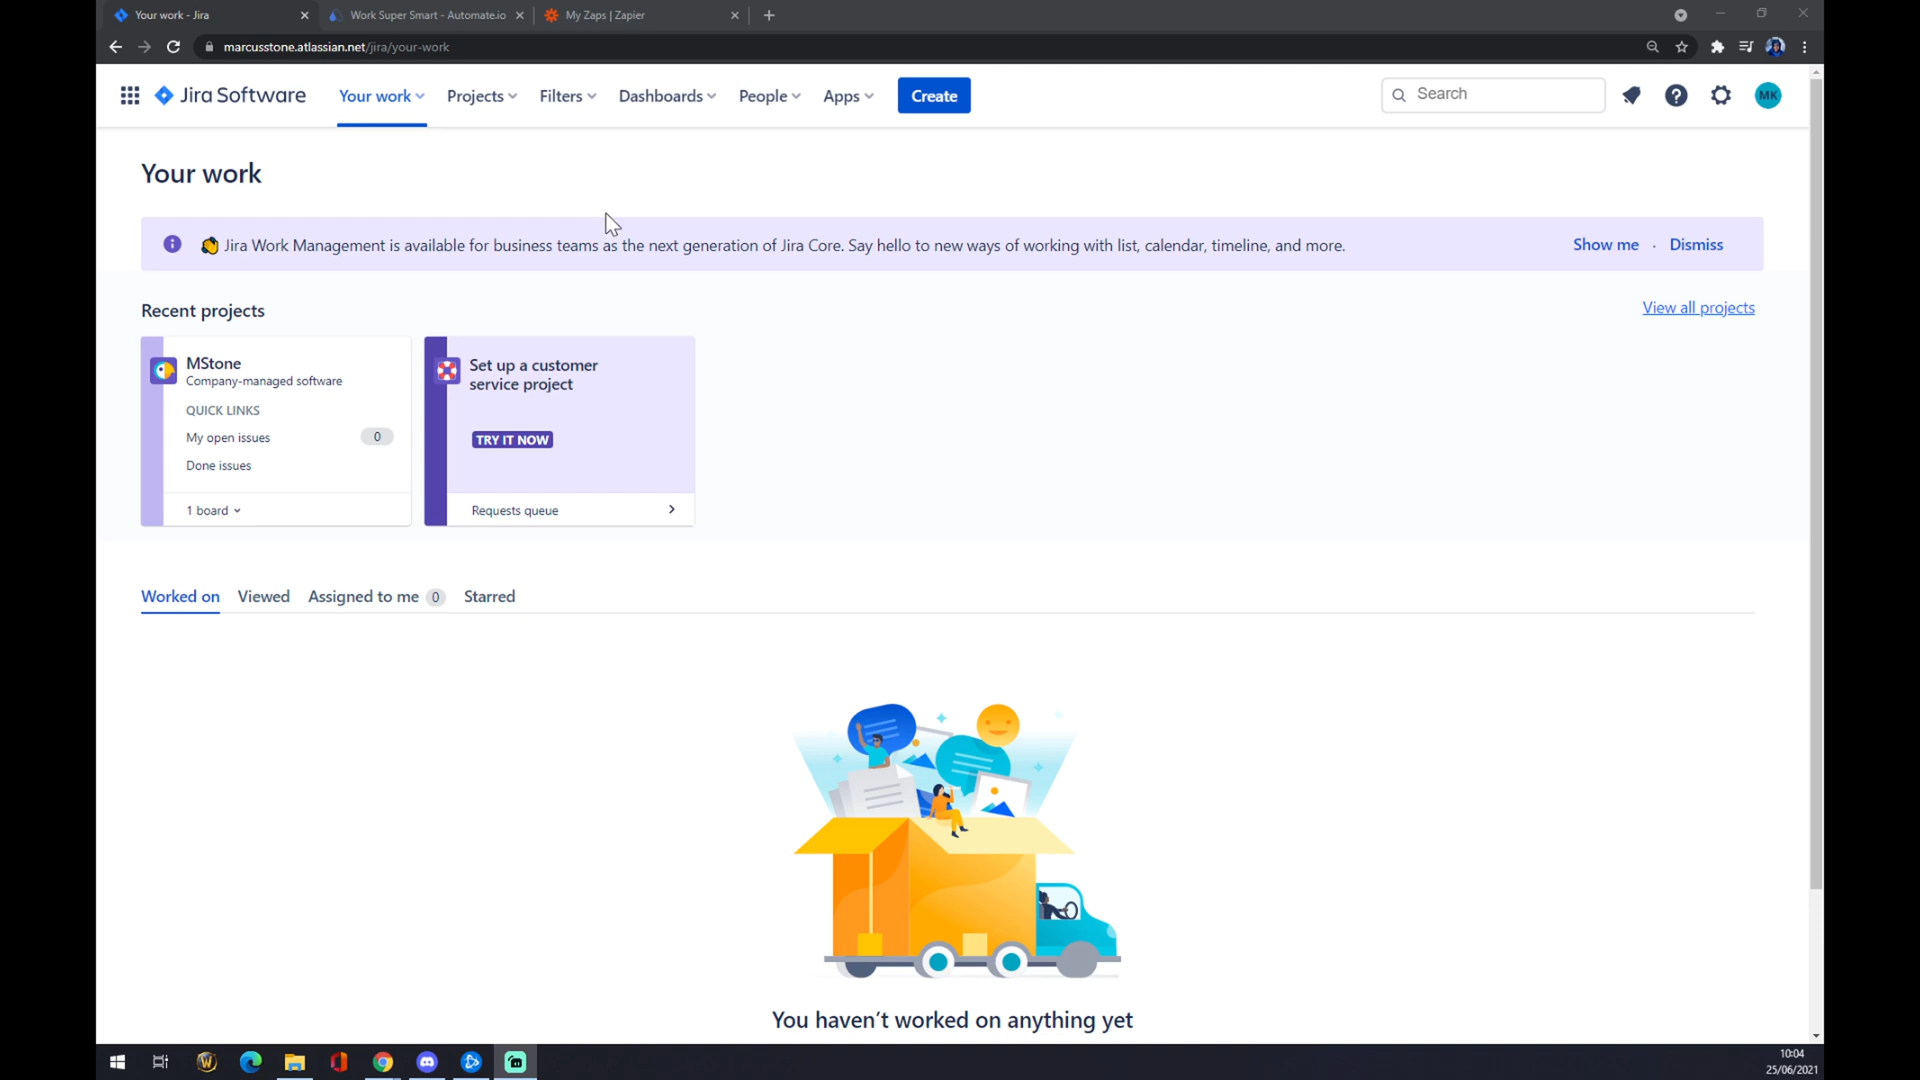 Your work - Jira
Work Super Smart - Automate.io
My Zaps | Zapier
marcusstone.atlassian.net/jira/your-work
Jira Software
Your work
Projects
Filters
Dashboards
People
Apps
Create
Search
MK
Your work
Jira Work Management is available for business teams as the next generation of Jira Core. Say hello to new ways of working with list, calendar, timeline, and more.
Show me · Dismiss
Recent projects
View all projects
MStone
Company-managed software
QUICK LINKS
My open issues
0
Done issues
1 board
Set up a customer
service project
TRY IT NOW
Requests queue
Worked on
Viewed
Assigned to me 0
Starred
You haven't worked on anything yet
10:04
25/06/2021